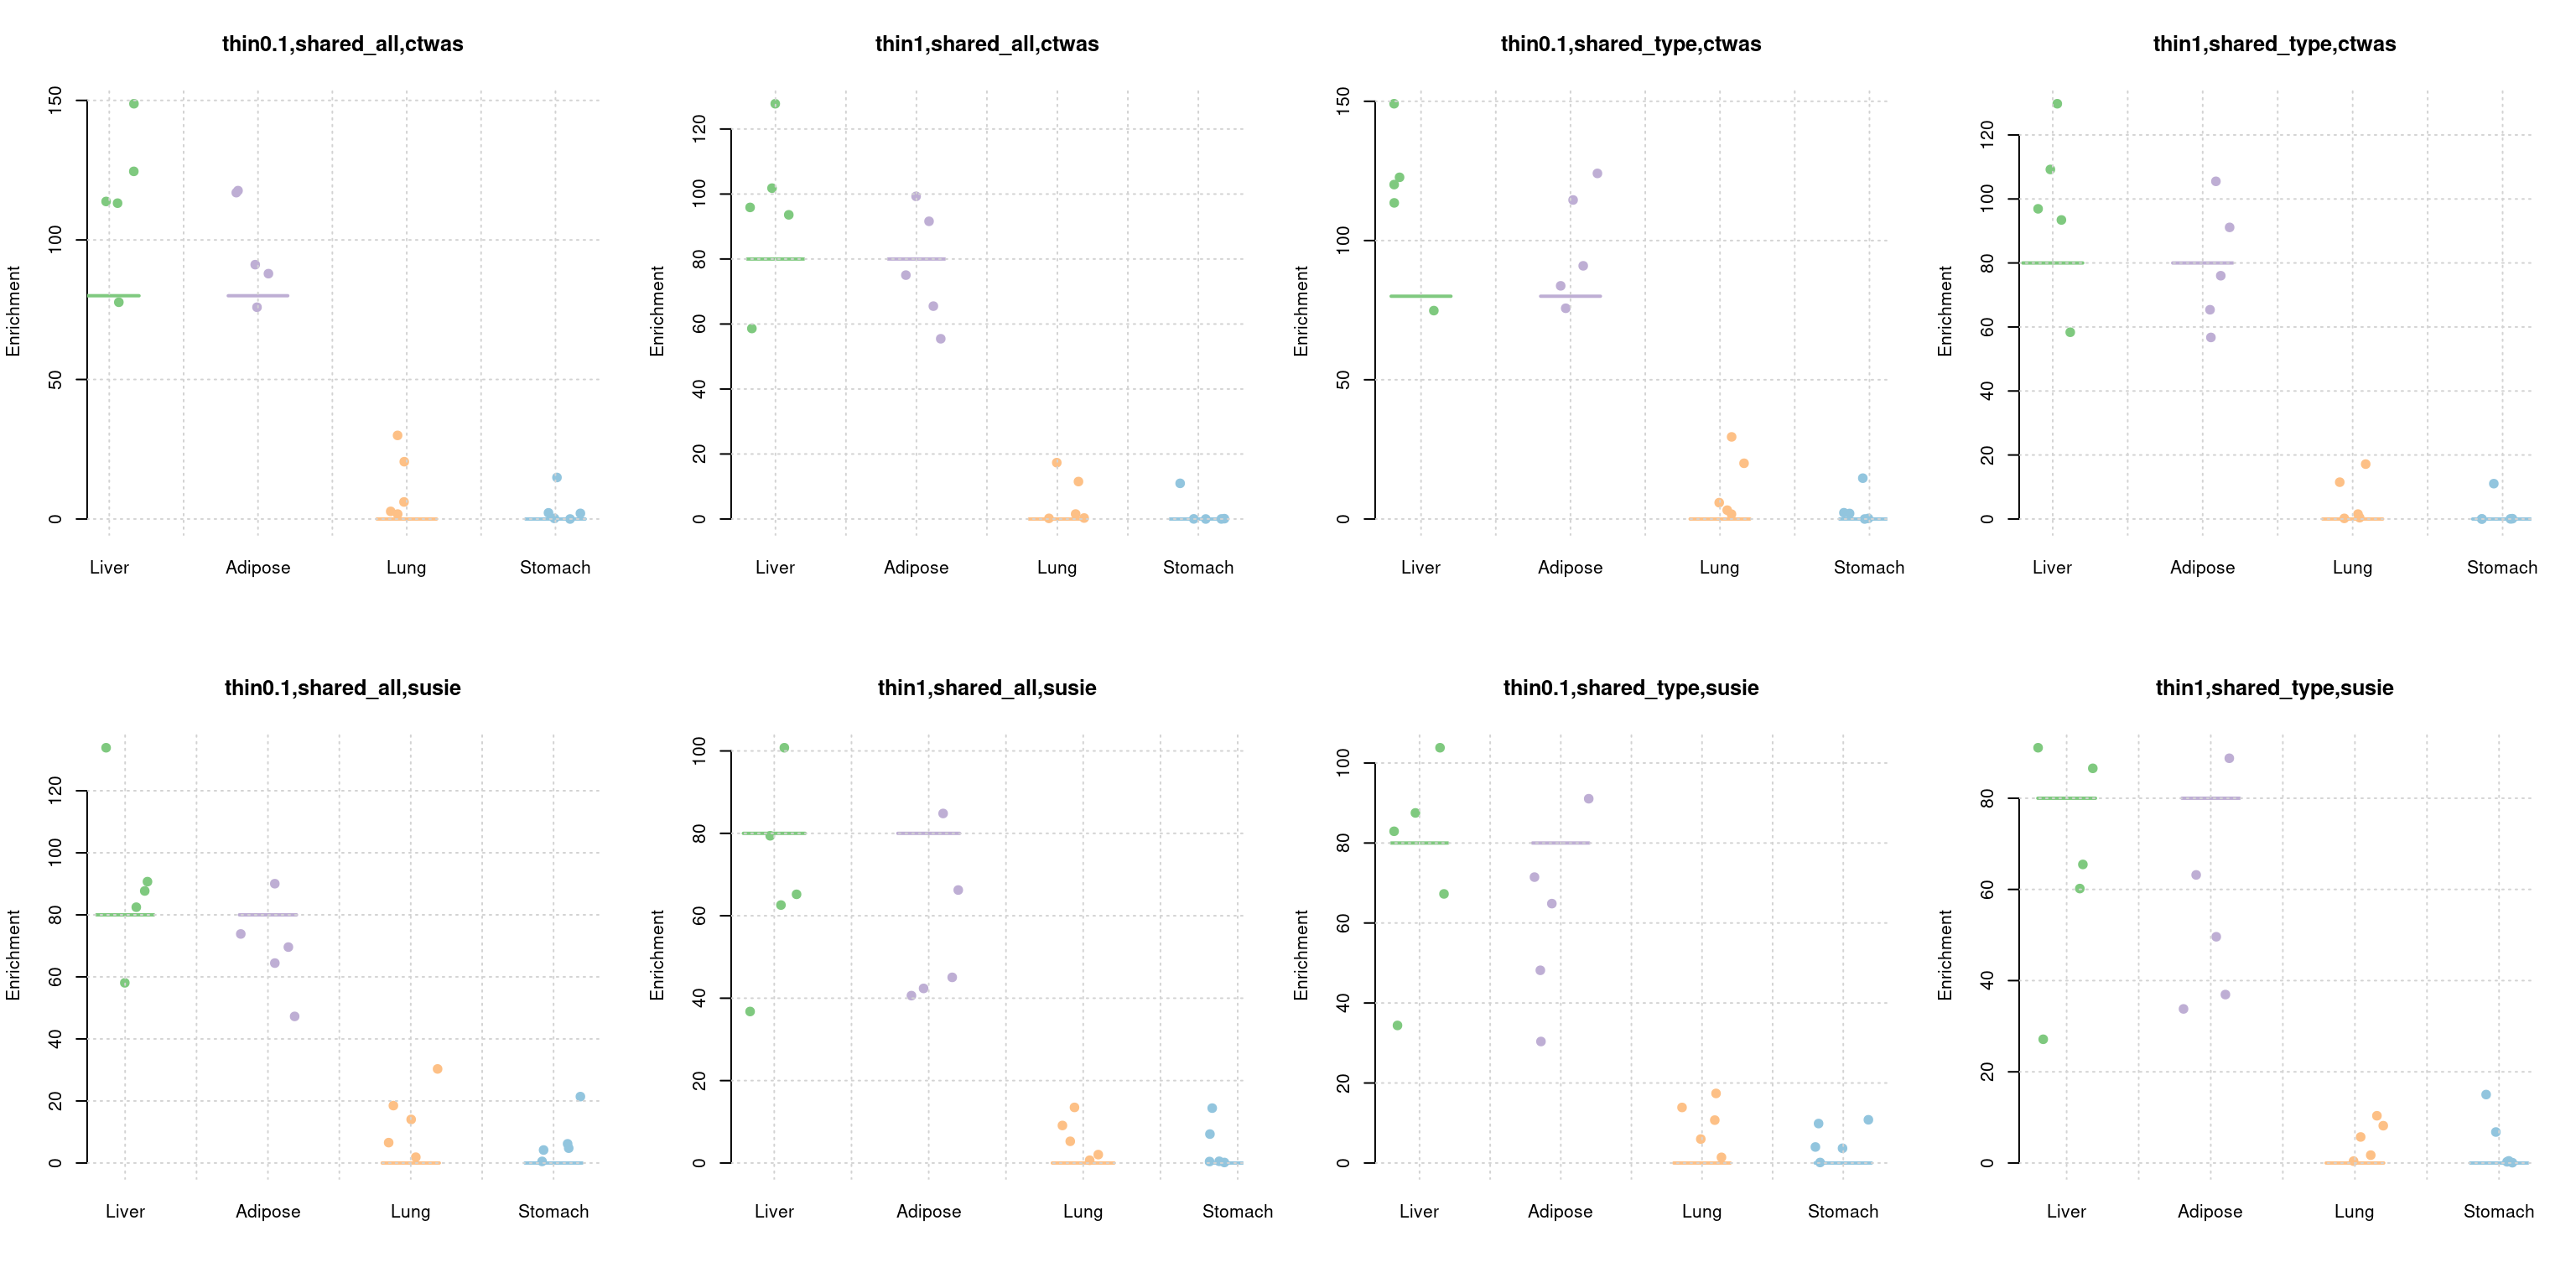 thin0.1,shared_all,ctwas
Enrichment
150
100
50
0
Liver Adipose Lung Stomach
thin1,shared_all,ctwas
Enrichment
120
100
80
60
40
20
0
Liver Adipose Lung Stomach
thin0.1,shared_type,ctwas
Enrichment
150
100
50
0
Liver Adipose Lung Stomach
thin1,shared_type,ctwas
Enrichment
120
100
80
60
40
20
0
Liver Adipose Lung Stomach
thin0.1,shared_all,susie
Enrichment
120
100
80
60
40
20
0
Liver Adipose Lung Stomach
thin1,shared_all,susie
Enrichment
100
80
60
40
20
0
Liver Adipose Lung Stomach
thin0.1,shared_type,susie
Enrichment
100
80
60
40
20
0
Liver Adipose Lung Stomach
thin1,shared_type,susie
Enrichment
80
60
40
20
0
Liver Adipose Lung Stomach